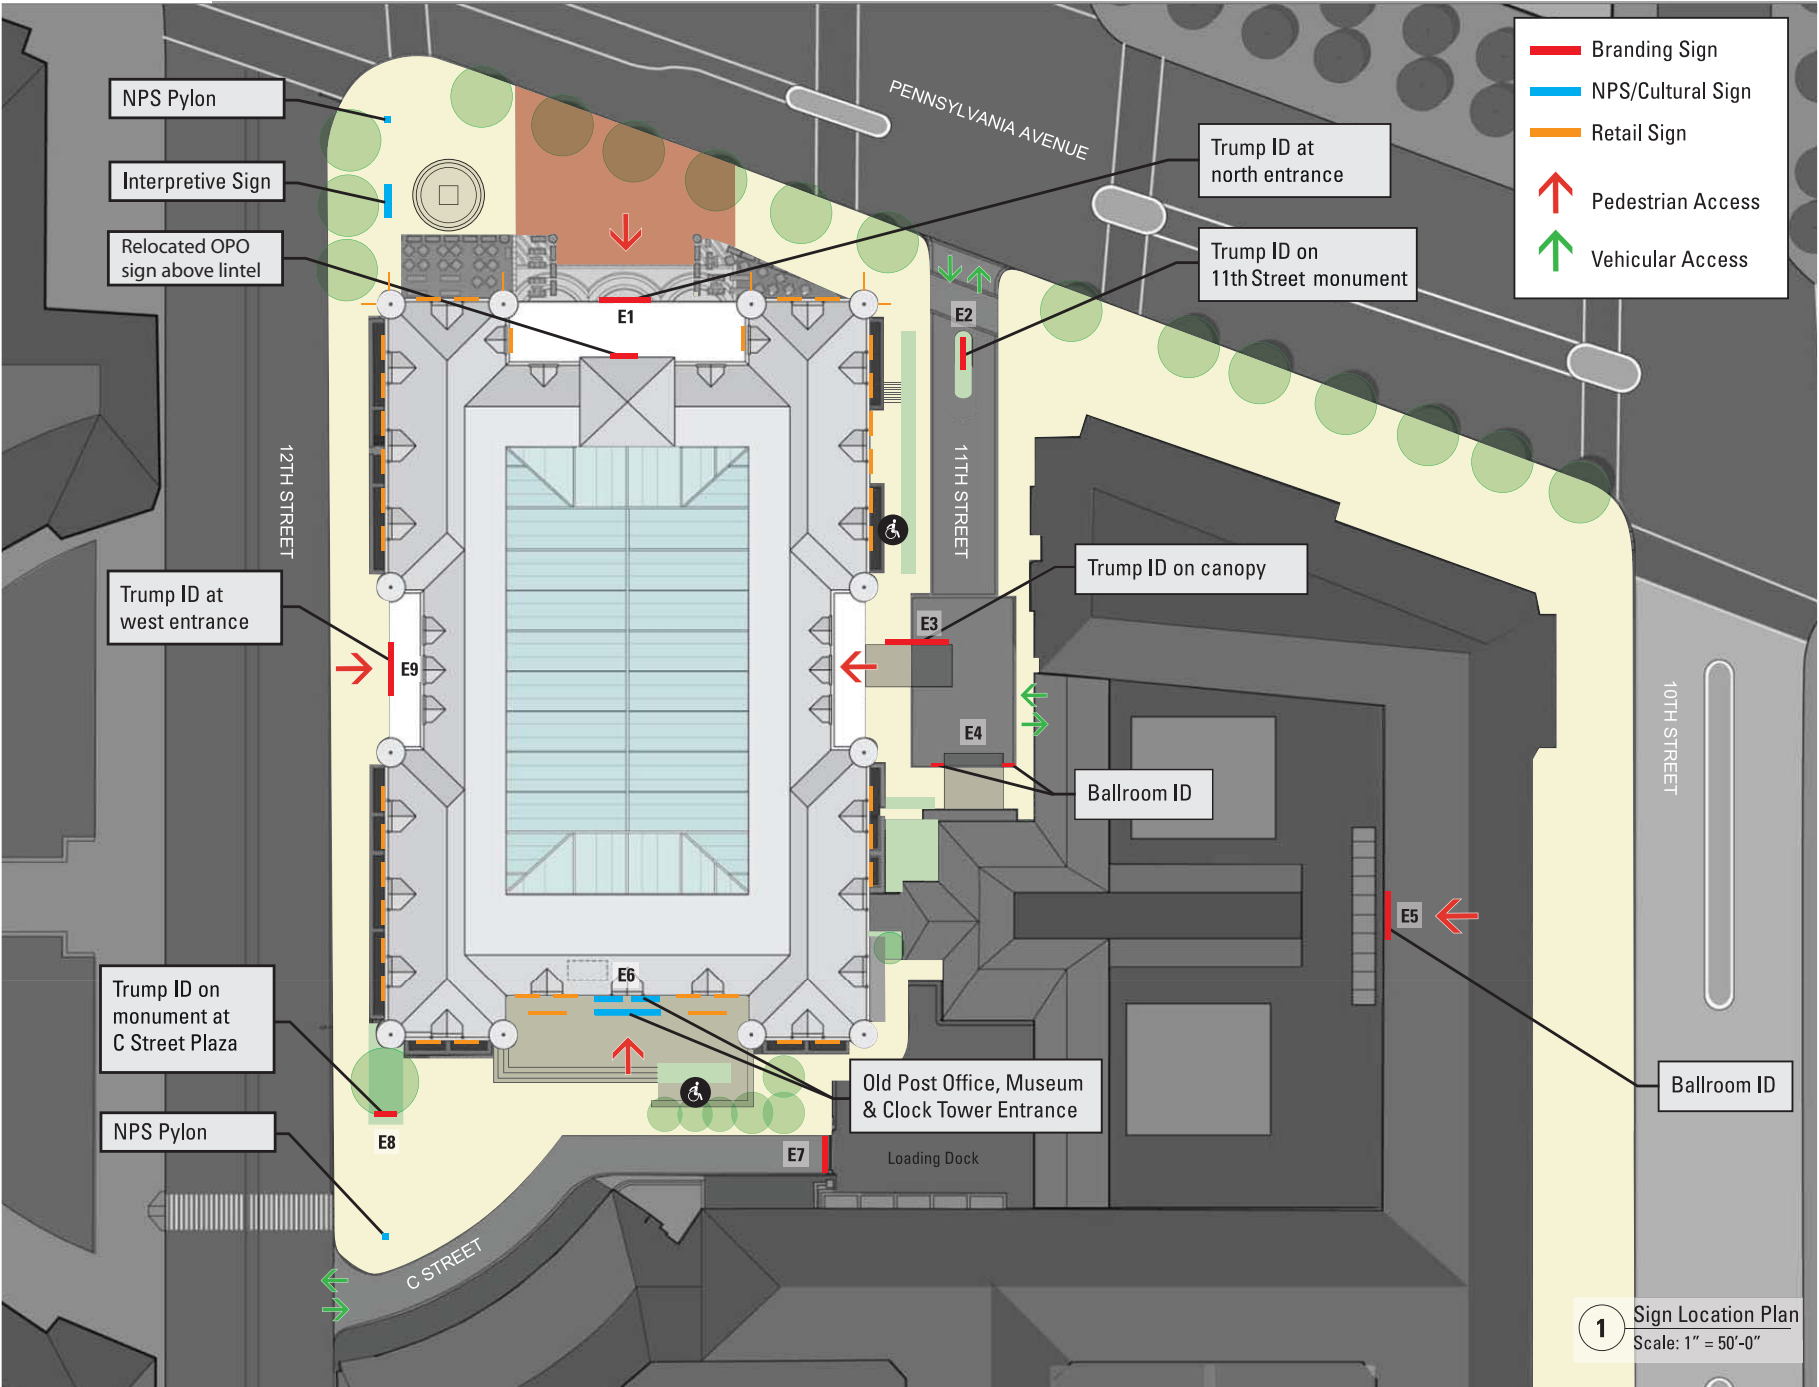 Branding Sign
NPS/Cultural Sign
Retail Sign
Pedestrian Access
Vehicular Access
NPS Pylon
Interpretive Sign
Relocated OPO
sign above lintel
PENNSYLVANIA AVENUE
Trump ID at
north entrance
Trump ID on
11th Street monument
E1
E2
12TH STREET
11TH STREET
Trump ID at
west entrance
Trump ID on canopy
E3
E9
E4
10TH STREET
Ballroom ID
E5
E6
Trump ID on
monument at
C Street Plaza
Old Post Office, Museum
& Clock Tower Entrance
Ballroom ID
NPS Pylon
E8
E7
Loading Dock
C STREET
1
Sign Location Plan
Scale: 1" = 50'-0"